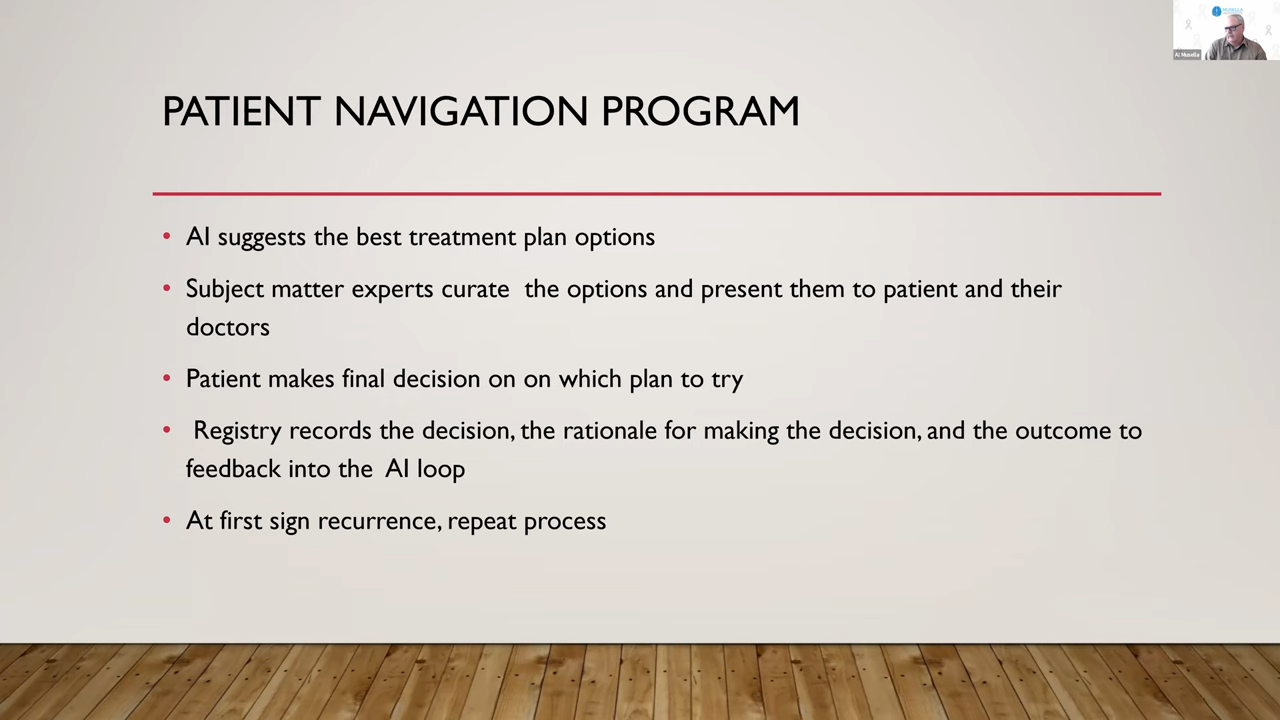 MUSELLA
Al Musella
PATIENT NAVIGATION PROGRAM
• AI suggests the best treatment plan options
• Subject matter experts curate  the options and present them to patient and their
doctors
• Patient makes final decision on on which plan to try
•  Registry records the decision, the rationale for making the decision, and the outcome to
feedback into the  AI loop
• At first sign recurrence, repeat process